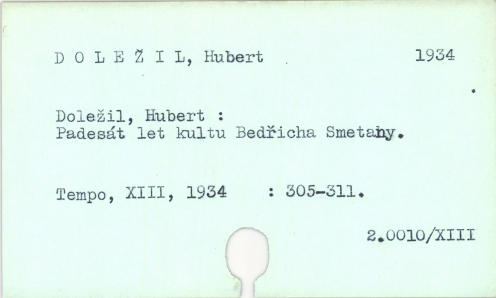 D O L E Ž I L, Hubert 1934
Doležil, Hubert :
Padesát let kultu Bedřicha Smetany.
Tempo, XIII, 1934 : 305-311.
2.0010/XIII